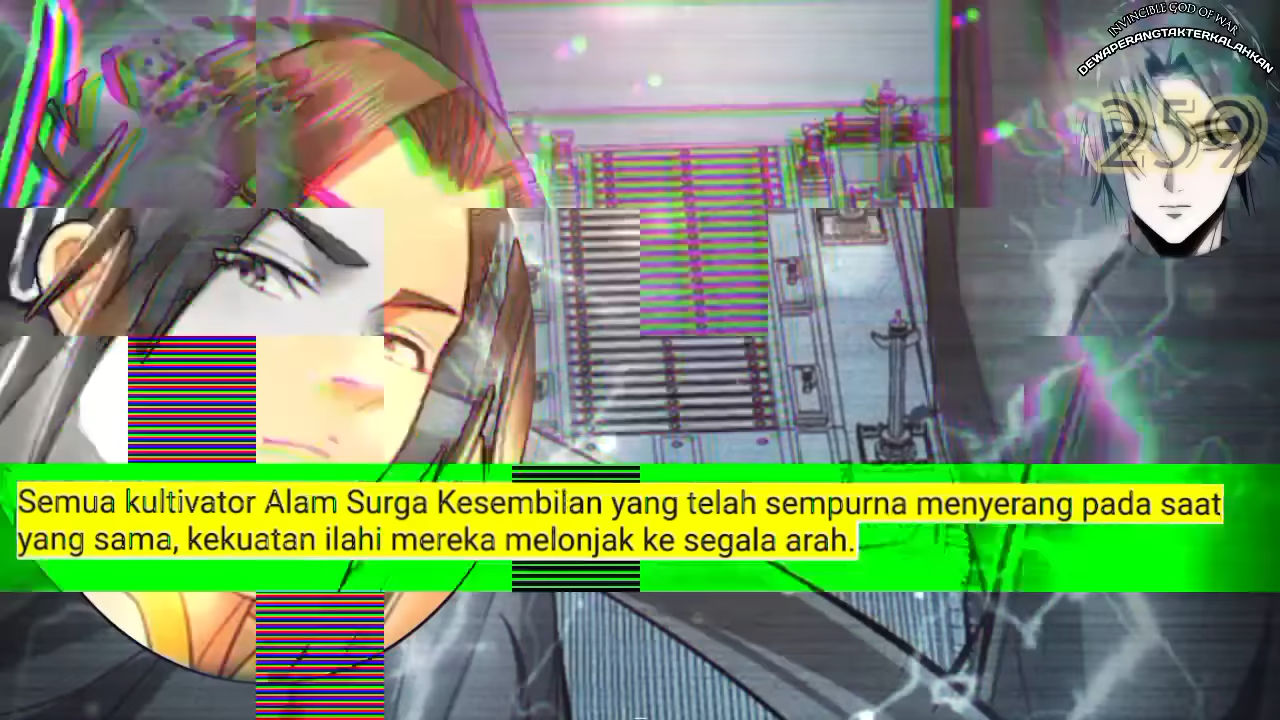 INVINCIBLE GOD OF WAR
DEWAPERANGTAKTERKALAHKAN
259
Semua kultivator Alam Surga Kesembilan yang telah sempurna menyerang pada saat
yang sama, kekuatan ilahi mereka melonjak ke segala arah.